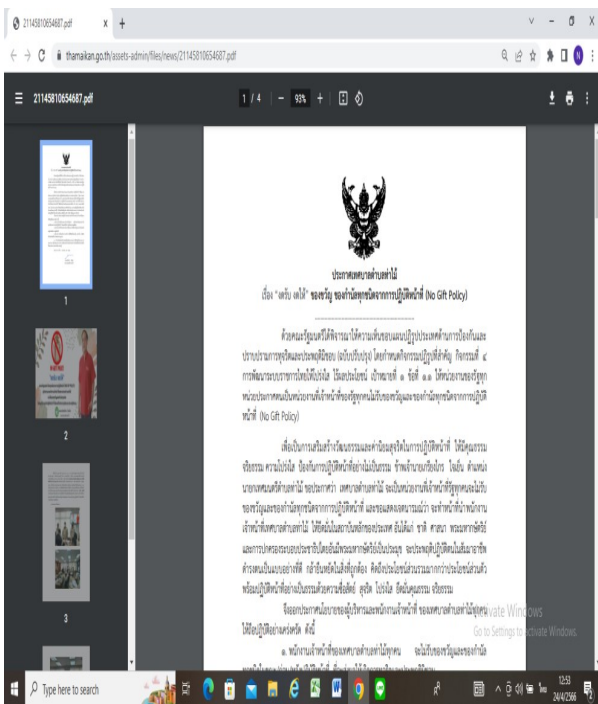 21145810654687.pdf
thamaikan.go.th/assets-admin/files/news/21145810654687.pdf
21145810654687.pdf
1 / 4
93%
ประกาศเทศบาลตำบลท่าไม้
เรื่อง “งดรับ งดให้” ของขวัญ ของกำนัลทุกชนิดจากการปฏิบัติหน้าที่ (No Gift Policy)
ด้วยคณะรัฐมนตรีได้พิจารณาให้ความเห็นชอบแผนปฏิรูปประเทศด้านการป้องกันและ
ปราบปรามการทุจริตและประพฤติมิชอบ (ฉบับปรับปรุง) โดยกำหนดกิจกรรมปฏิรูปที่สำคัญ กิจกรรมที่ ๔
การพัฒนาระบบราชการไทยให้โปร่งใส ไร้ผลประโยชน์ เป้าหมายที่ ๑ ข้อที่ ๑.๑ ให้หน่วยงานของรัฐทุก
หน่วยประกาศตนเป็นหน่วยงานที่เจ้าหน้าที่ของรัฐทุกคนไม่รับของขวัญและของกำนัลทุกชนิดจากการปฏิบัติ
หน้าที่ (No Gift Policy)
เพื่อเป็นการเสริมสร้างวัฒนธรรมและค่านิยมสุจริตในการปฏิบัติหน้าที่ ให้มีคุณธรรม
จริยธรรม ความโปร่งใส ป้องกันการปฏิบัติหน้าที่อย่างไม่เป็นธรรม ข้าพเจ้านายเกรียงไกร ใจเย็น ตำแหน่ง
นายกเทศมนตรีตำบลท่าไม้ ขอประกาศว่า เทศบาลตำบลท่าไม้ จะเป็นหน่วยงานที่เจ้าหน้าที่รัฐทุกคนจะไม่รับ
ของขวัญและของกำนัลทุกชนิดจากการปฏิบัติหน้าที่ และขอแสดงเจตนารมณ์ว่า จะทำหน้าที่นำพนักงาน
เจ้าหน้าที่เทศบาลตำบลท่าไม้ ให้ยึดมั่นในสถาบันหลักของประเทศ อันได้แก่ ชาติ ศาสนา พระมหากษัตริย์
และการปกครองระบอบประชาธิปไตยอันมีพระมหากษัตริย์เป็นประมุข จะประพฤติปฏิบัติตนในสัมมาอาชีพ
ดำรงตนเป็นแบบอย่างที่ดี กล้ายืนหยัดในสิ่งที่ถูกต้อง คิดถึงประโยชน์ส่วนรวมมากกว่าประโยชน์ส่วนตัว
พร้อมปฏิบัติหน้าที่อย่างเป็นธรรมด้วยความซื่อสัตย์ สุจริต โปร่งใส ยึดมั่นคุณธรรม จริยธรรม
จึงออกประกาศนโยบายของผู้บริหารและพนักงานเจ้าหน้าที่ ของเทศบาลตำบลท่าไม้ทุกคน
ให้ถือปฏิบัติอย่างเคร่งครัด ดังนี้
๑. พนักงานเจ้าหน้าที่ของเทศบาลตำบลท่าไม้ทุกคน จะไม่รับของขวัญและของกำนัล
Activate Windows
Go to Settings to activate Windows.
1
2
3
Type here to search
ไทย
12:53
24/4/2566